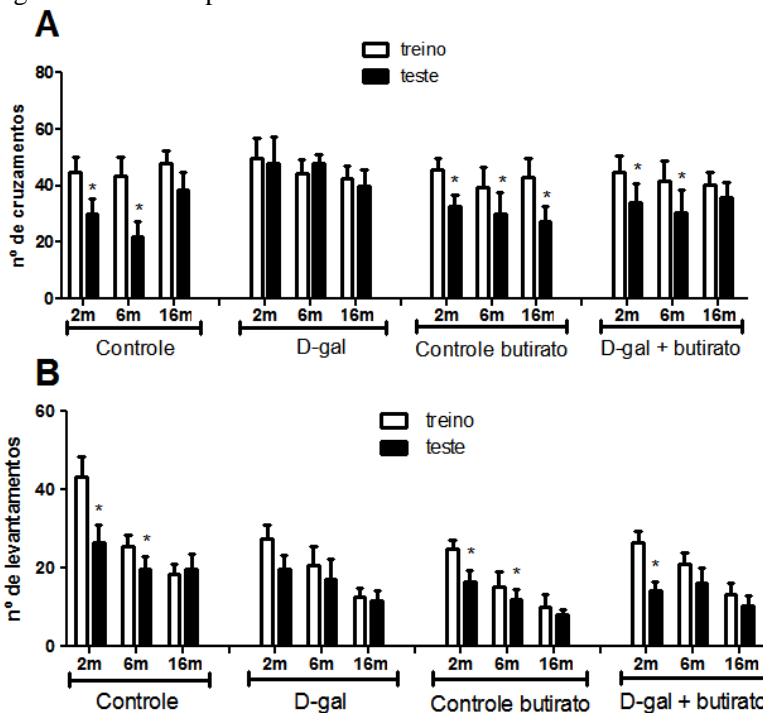 A
treino
teste
nº de cruzamentos
80
60
40
20
0
* * * * * * *
2m 6m 16m 2m 6m 16m 2m 6m 16m 2m 6m 16m
Controle D-gal Controle butirato D-gal + butirato
B
treino
teste
nº de levantamentos
60
40
20
0
* * * * *
2m 6m 16m 2m 6m 16m 2m 6m 16m 2m 6m 16m
Controle D-gal Controle butirato D-gal + butirato